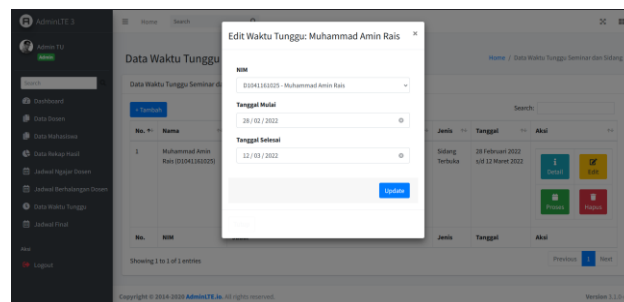 AdminLTE 3
Home Search
Admin TU
Admin
Search
Dashboard
Data Dosen
Data Mahasiswa
Data Rekap Hasil
Jadwal Ngajar Dosen
Jadwal Berhalangan Dosen
Data Waktu Tunggu
Jadwal Final
Aksi
Logout
Data Waktu Tunggu
Home / Data Waktu Tunggu Seminar dan Sidang
Data Waktu Tunggu Seminar
+ Tambah
Search:
No. Nama Jenis Tanggal Aksi
1 Muhammad Amin Rais (D1041161025) Sidang Terbuka 28 Februari 2022 s/d 12 Maret 2022
Detail Edit
Proses Hapus
No. NIM Jenis Tanggal Aksi
Showing 1 to 1 of 1 entries
Previous 1 Next
Copyright © 2014-2020 AdminLTE.io. All rights reserved.
Version 3.1.0
Edit Waktu Tunggu: Muhammad Amin Rais ×
NIM
D1041161025 - Muhammad Amin Rais
Tanggal Mulai
28 / 02 / 2022
Tanggal Selesai
12 / 03 / 2022
Update